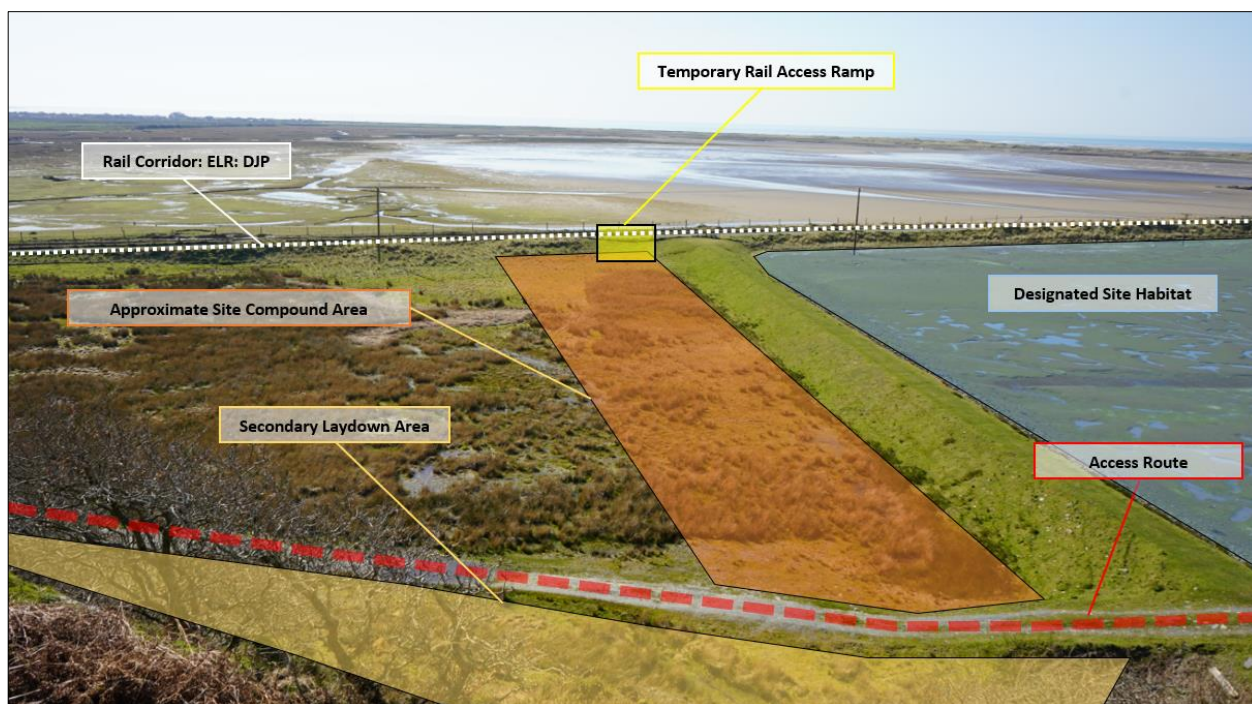 Temporary Rail Access Ramp
Rail Corridor: ELR: DJP
Designated Site Habitat
Approximate Site Compound Area
Secondary Laydown Area
Access Route